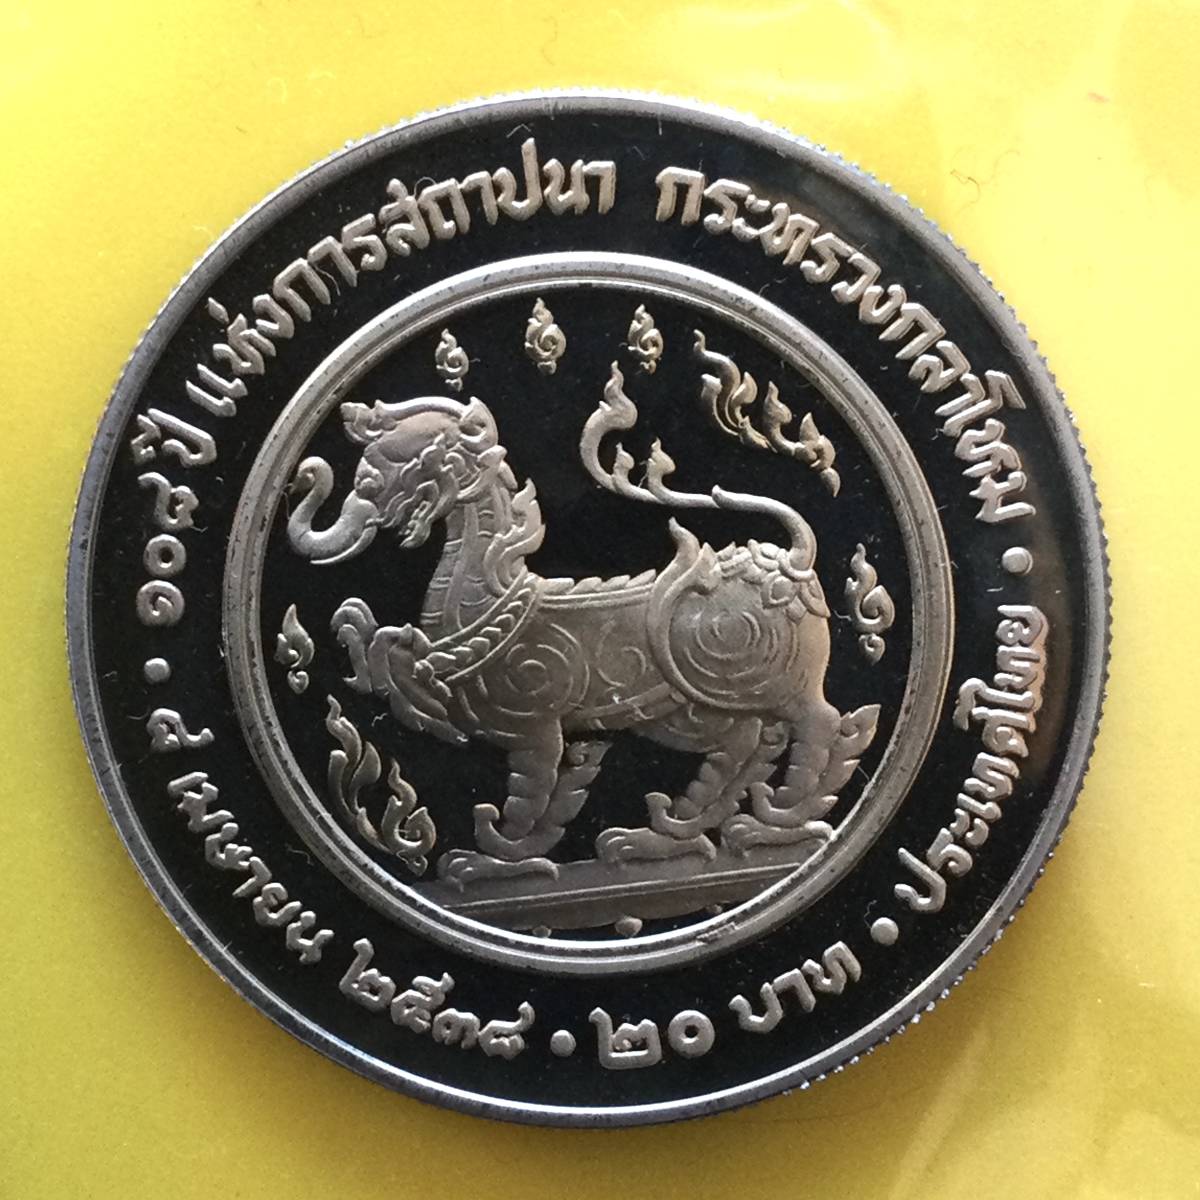 ๑๐๘ ปี แห่งการสถาปนา กระทรวงกลาโหม
ประเทศไทย
๒๐ บาท
๘ เมษายน ๒๕๓๘